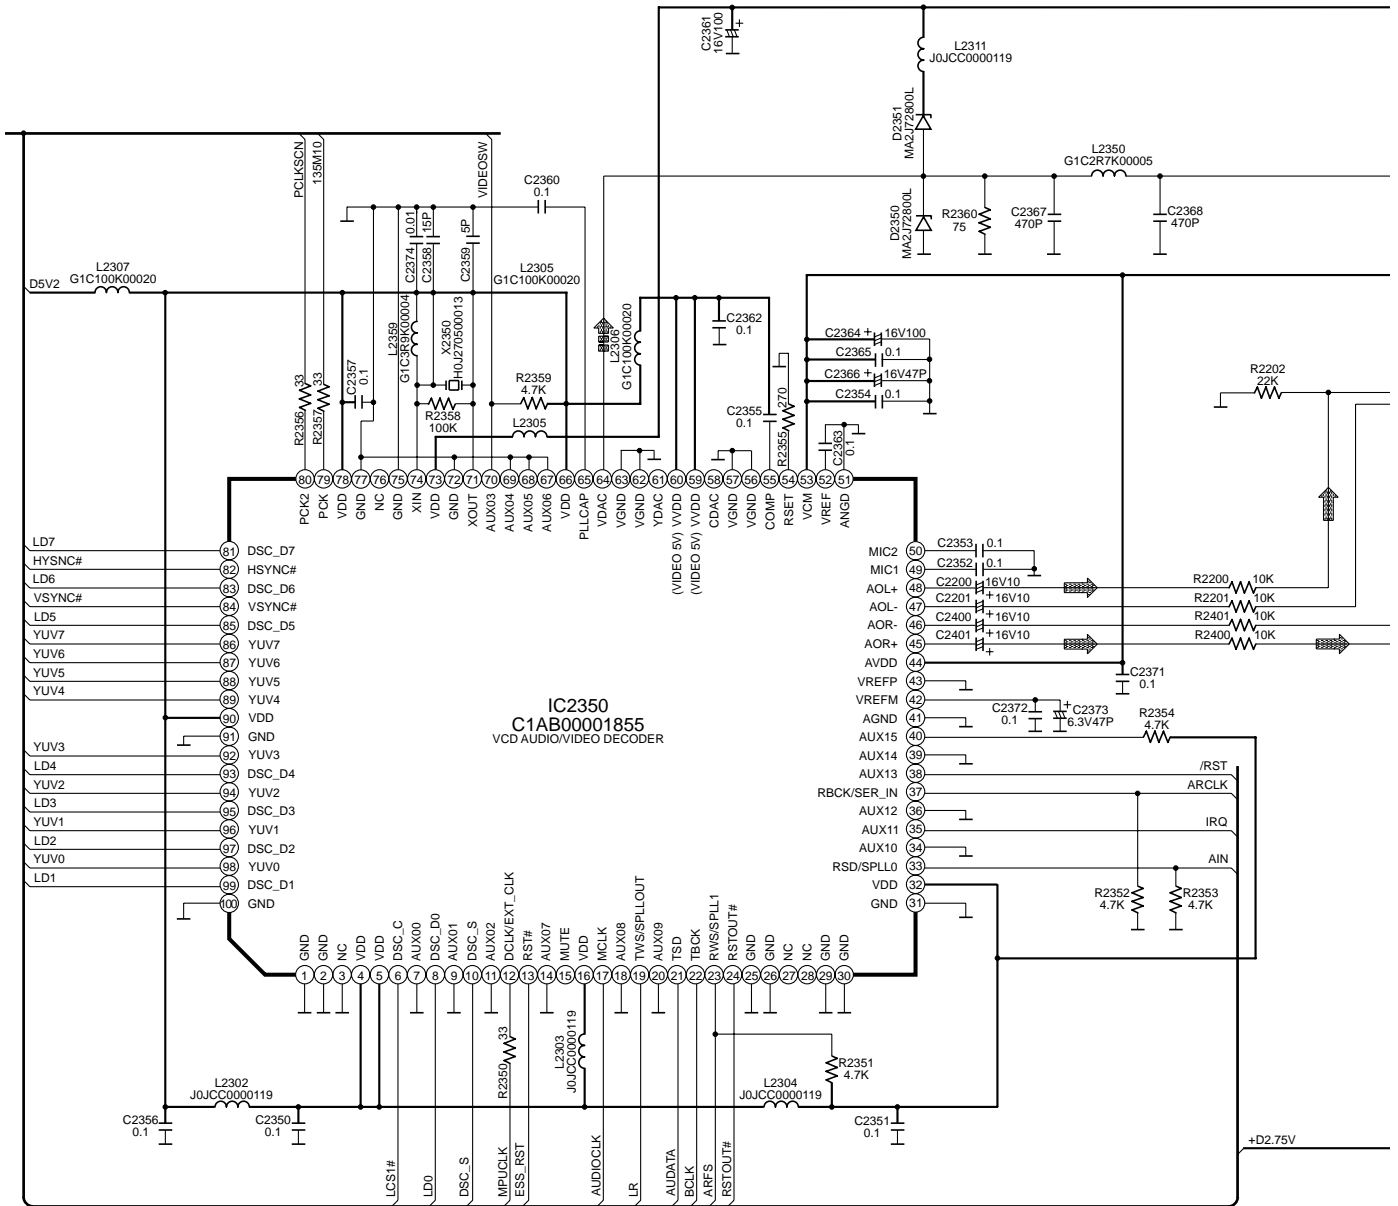 C2361
16V100
+
L2311
J0JCC0000119
D2351
MA2J72800L
L2350
G1C2R7K00005
PCLKSCN
135M10
VIDEOSW
C2360
0.1
D2350
MA2J72800L
R2360
75
C2367
470P
C2368
470P
C2374
0.01
C2358
15P
C2359
5P
L2307
G1C100K00020
D5V2
L2305
G1C100K00020
L2359
G1C3R9K00004
X2350
H0J270500013
L2306
G1C100K00020
C2362
0.1
C2364 + 16V100
C2365 0.1
C2366 + 16V47P
C2354 0.1
C2357
0.1
R2356
33
R2357
33
R2358
100K
R2359
4.7K
L2305
C2355
0.1
R2355
270
C2363
0.1
R2202
22K
80 79 78 77 76 75 74 73 72 71 70 69 68 67 66 65 64 63 62 61 60 59 58 57 56 55 54 53 52 51
PCK2
PCK
VDD
GND
NC
GND
XIN
VDD
GND
XOUT
AUX03
AUX04
AUX05
AUX06
VDD
PLLCAP
VDAC
VGND
VGND
YDAC
(VIDEO 5V) VVDD
(VIDEO 5V) VVDD
CDAC
VGND
VGND
COMP
RSET
VCM
VREF
ANGD
LD7 81 DSC_D7
HYSNC# 82 HSYNC#
LD6 83 DSC_D6
VSYNC# 84 VSYNC#
LD5 85 DSC_D5
YUV7 86 YUV7
YUV6 87 YUV6
YUV5 88 YUV5
YUV4 89 YUV4
90 VDD
91 GND
YUV3 92 YUV3
LD4 93 DSC_D4
YUV2 94 YUV2
LD3 95 DSC_D3
YUV1 96 YUV1
LD2 97 DSC_D2
YUV0 98 YUV0
LD1 99 DSC_D1
100 GND
IC2350
C1AB00001855
VCD AUDIO/VIDEO DECODER
MIC2 50 C2353 0.1
MIC1 49 C2352 0.1
AOL+ 48 C2200 16V10 R2200 10K
AOL- 47 C2201 + 16V10 R2201 10K
AOR- 46 C2400 + 16V10 R2401 10K
AOR+ 45 C2401 + 16V10 R2400 10K
+
AVDD 44
C2371
0.1
VREFP 43
VREFM 42
C2372
0.1
+
C2373
6.3V47P
AGND 41
AUX15 40
R2354
4.7K
AUX14 39
AUX13 38 /RST
RBCK/SER_IN 37 ARCLK
AUX12 36
AUX11 35 IRQ
AUX10 34
RSD/SPLL0 33 AIN
VDD 32
GND 31
R2352
4.7K
R2353
4.7K
GND
GND
NC
VDD
VDD
DSC_C
AUX00
DSC_D0
AUX01
DSC_S
AUX02
DCLK/EXT_CLK
RST#
AUX07
MUTE
VDD
MCLK
AUX08
TWS/SPLLOUT
AUX09
TSD
TBCK
RWS/SPLL1
RSTOUT#
GND
GND
NC
NC
GND
GND
1 2 3 4 5 6 7 8 9 10 11 12 13 14 15 16 17 18 19 20 21 22 23 24 25 26 27 28 29 30
R2350
33
L2303
J0JCC0000119
R2351
4.7K
L2302
J0JCC0000119
L2304
J0JCC0000119
C2356
0.1
C2350
0.1
C2351
0.1
LCS1#
LD0
DSC_S
MPUCLK
ESS_RST
AUDIOCLK
LR
AUDATA
BCLK
ARFS
RSTOUT#
+D2.75V